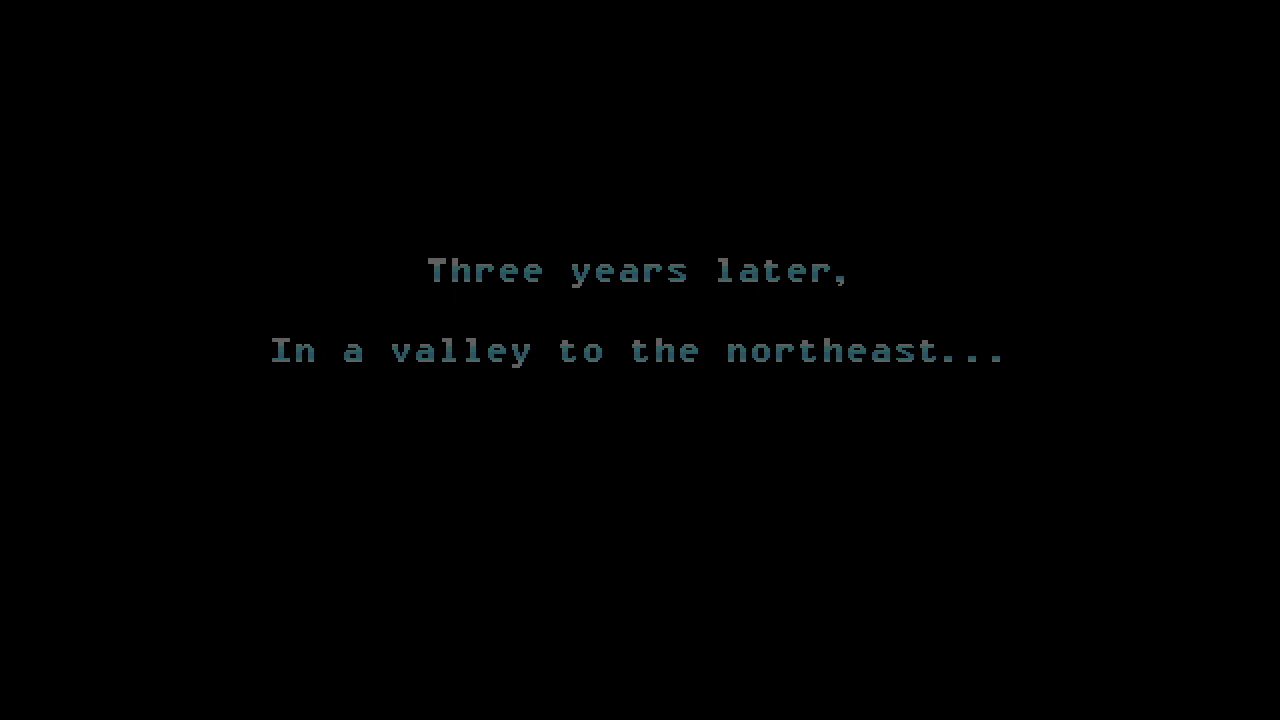 Three years later,
In a valley to the northeast...